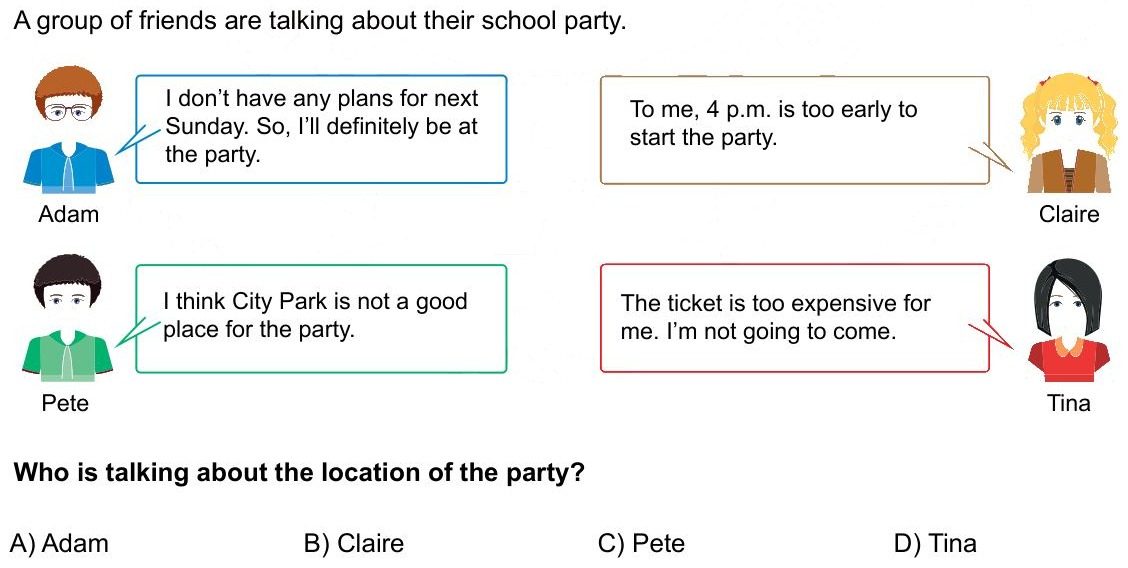 A group of friends are talking about their school party.
I don't have any plans for next
Sunday. So, I'll definitely be at
the party.
Adam
To me, 4 p.m. is too early to
start the party.
Claire
I think City Park is not a good
place for the party.
Pete
The ticket is too expensive for
me. I'm not going to come.
Tina
Who is talking about the location of the party?
A) Adam
B) Claire
C) Pete
D) Tina